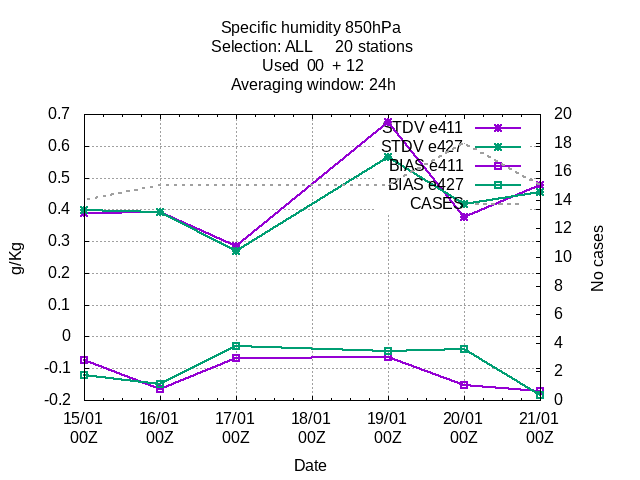 Specific humidity 850hPa
Selection: ALL 20 stations
Used 00 + 12
Averaging window: 24h
0.7
0.6
0.5
0.4
0.3
0.2
0.1
0
-0.1
-0.2
g/Kg
STDV e411
STDV e427
BIAS e411
BIAS e427
CASES
20
18
16
14
12
10
8
6
4
2
0
No cases
15/01 16/01 17/01 18/01 19/01 20/01 21/01
00Z 00Z 00Z 00Z 00Z 00Z 00Z
Date